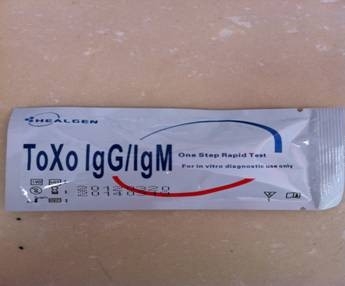 HEALGEN
ToXo IgG/IgM
One Step Rapid Test
For in vitro diagnostic use only